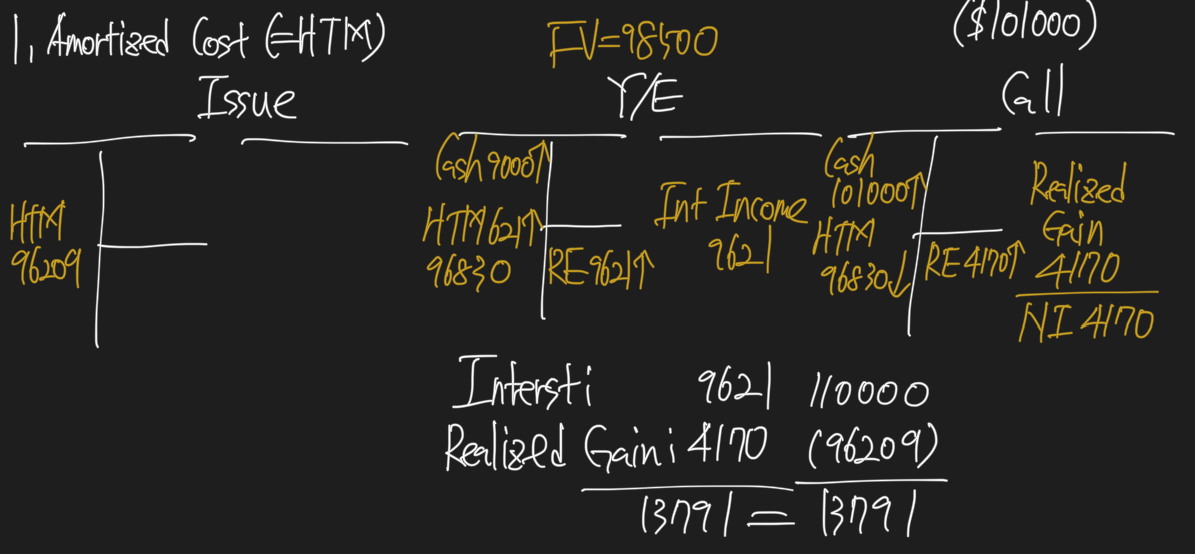 1, Amortized Cost (=HTM)
FV=98500
($101000)
Issue
Y/E
Call
HTM
96209
Cash 9000↑
HTM 621↑
96830
RE 9621↑
Int Income
9621
Cash
101000↑
HTM
96830↓
RE 4170↑
Realized
Gain
4170
NI 4170
Intersti 9621 110000
Realized Gain: 4170 (96209)
13791 = 13791